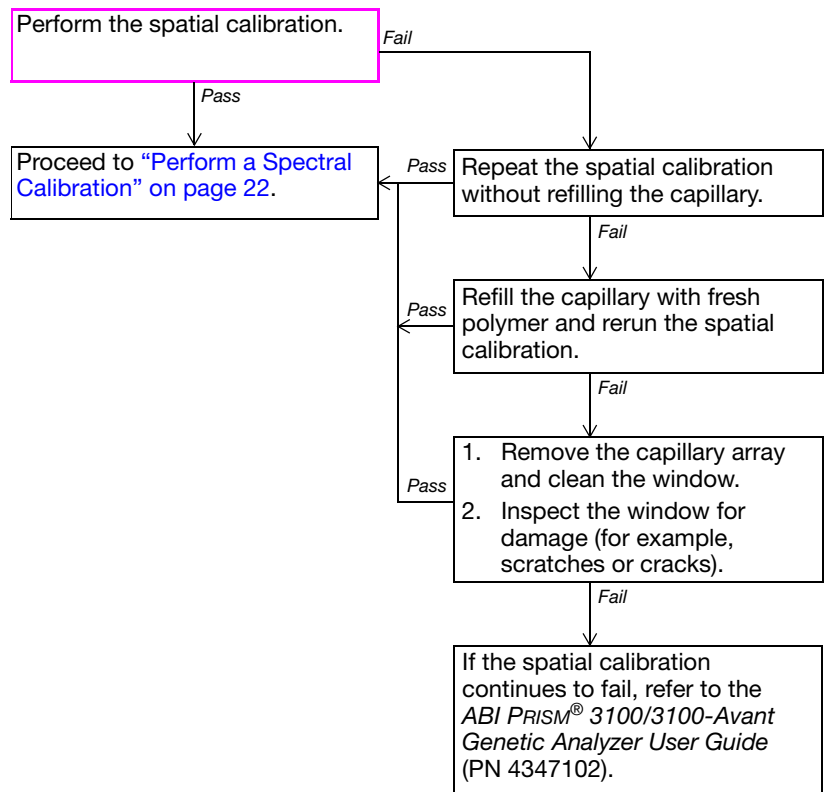 Perform the spatial calibration.
Fail
Pass
Proceed to “Perform a Spectral
Calibration” on page 22.
Pass
Repeat the spatial calibration
without refilling the capillary.
Fail
Pass
Refill the capillary with fresh
polymer and rerun the spatial
calibration.
Fail
Pass
1. Remove the capillary array
and clean the window.
2. Inspect the window for
damage (for example,
scratches or cracks).
Fail
If the spatial calibration
continues to fail, refer to the
ABI PRISM® 3100/3100-Avant
Genetic Analyzer User Guide
(PN 4347102).